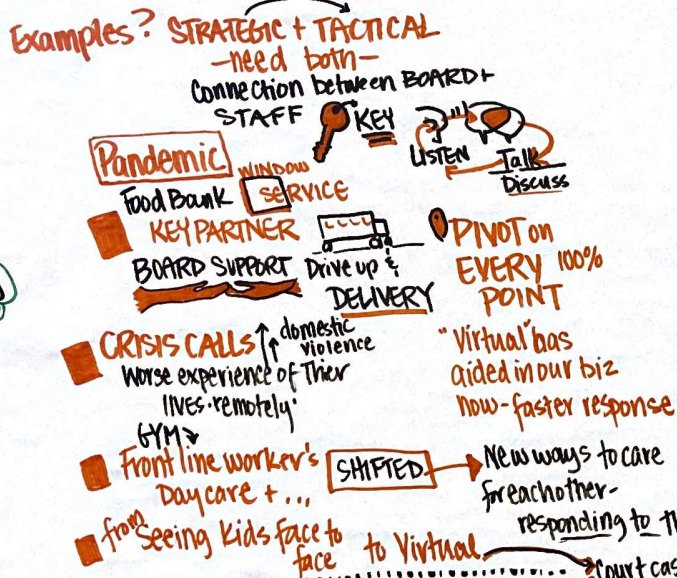 Examples? STRATEGIC + TACTICAL
-need both-
Connection between BOARD +
STAFF KEY
LISTEN Talk
Discuss
Pandemic
Food Bank WINDOW
SERVICE
KEY PARTNER
BOARD SUPPORT Drive up &
DELIVERY
PIVOT on
EVERY 100%
POINT
CRISIS CALLS domestic
violence
worse experience of Thier
lIVES. remotely.
"Virtual" has
aided in our biz
now-faster response
GYM
Front line worker's
Daycare + ...
SHIFTED
New ways to care
for each other-
responding to
from Seeing Kids face to
face to Virtual
Court